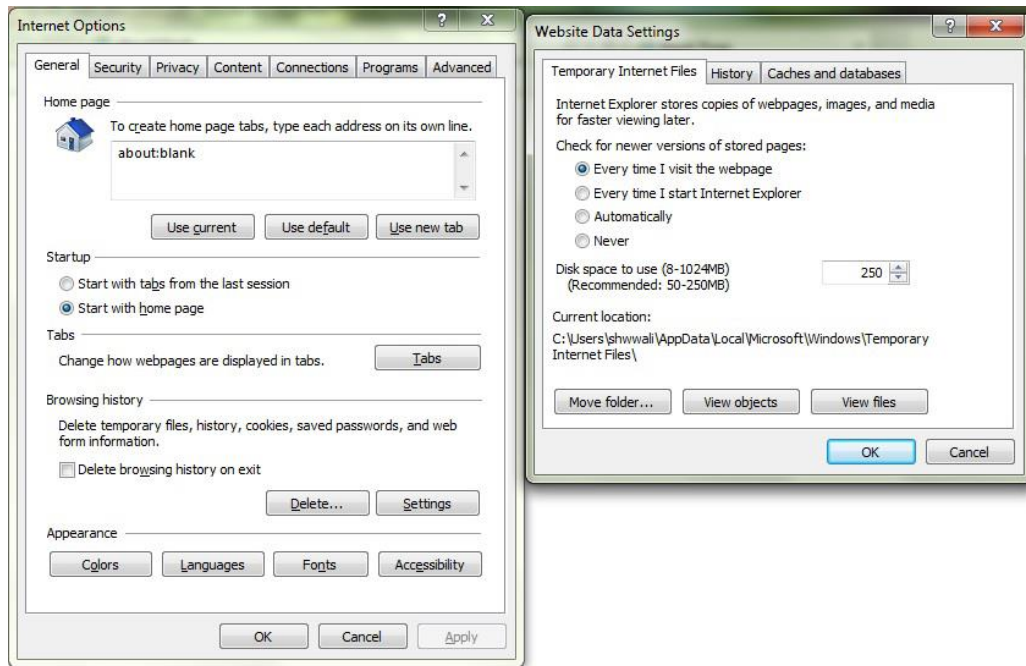 Internet Options
General Security Privacy Content Connections Programs Advanced
Home page
To create home page tabs, type each address on its own line.
about:blank
Use current Use default Use new tab
Startup
Start with tabs from the last session
Start with home page
Tabs
Change how webpages are displayed in tabs.
Tabs
Browsing history
Delete temporary files, history, cookies, saved passwords, and web
form information.
Delete browsing history on exit
Delete... Settings
Appearance
Colors Languages Fonts Accessibility
OK Cancel Apply
Website Data Settings
Temporary Internet Files History Caches and databases
Internet Explorer stores copies of webpages, images, and media
for faster viewing later.
Check for newer versions of stored pages:
Every time I visit the webpage
Every time I start Internet Explorer
Automatically
Never
Disk space to use (8-1024MB) 250
(Recommended: 50-250MB)
Current location:
C:\Users\shwwali\AppData\Local\Microsoft\Windows\Temporary
Internet Files\
Move folder... View objects View files
OK Cancel